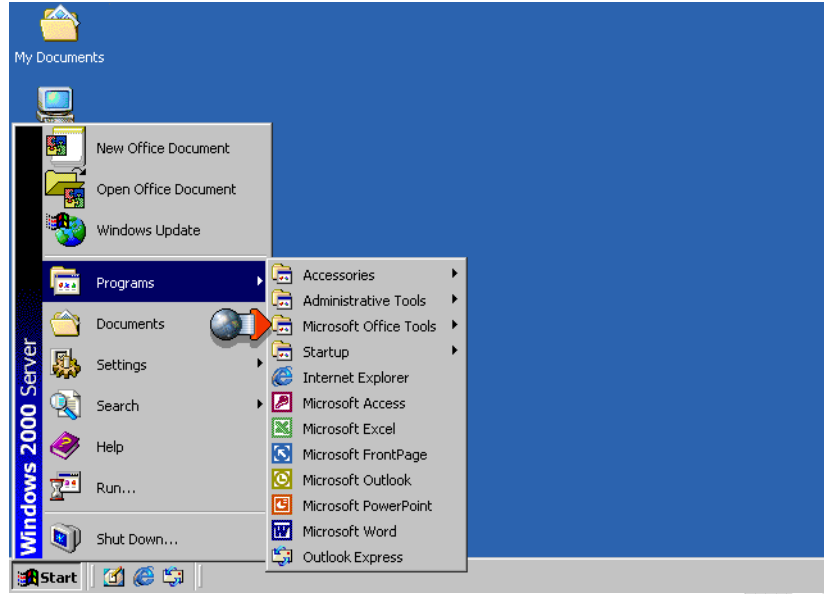 My Documents
New Office Document
Open Office Document
Windows Update
Programs
Documents
Settings
Search
Help
Run...
Shut Down...
Windows 2000 Server
Accessories
Administrative Tools
Microsoft Office Tools
Startup
Internet Explorer
Microsoft Access
Microsoft Excel
Microsoft FrontPage
Microsoft Outlook
Microsoft PowerPoint
Microsoft Word
Outlook Express
Start